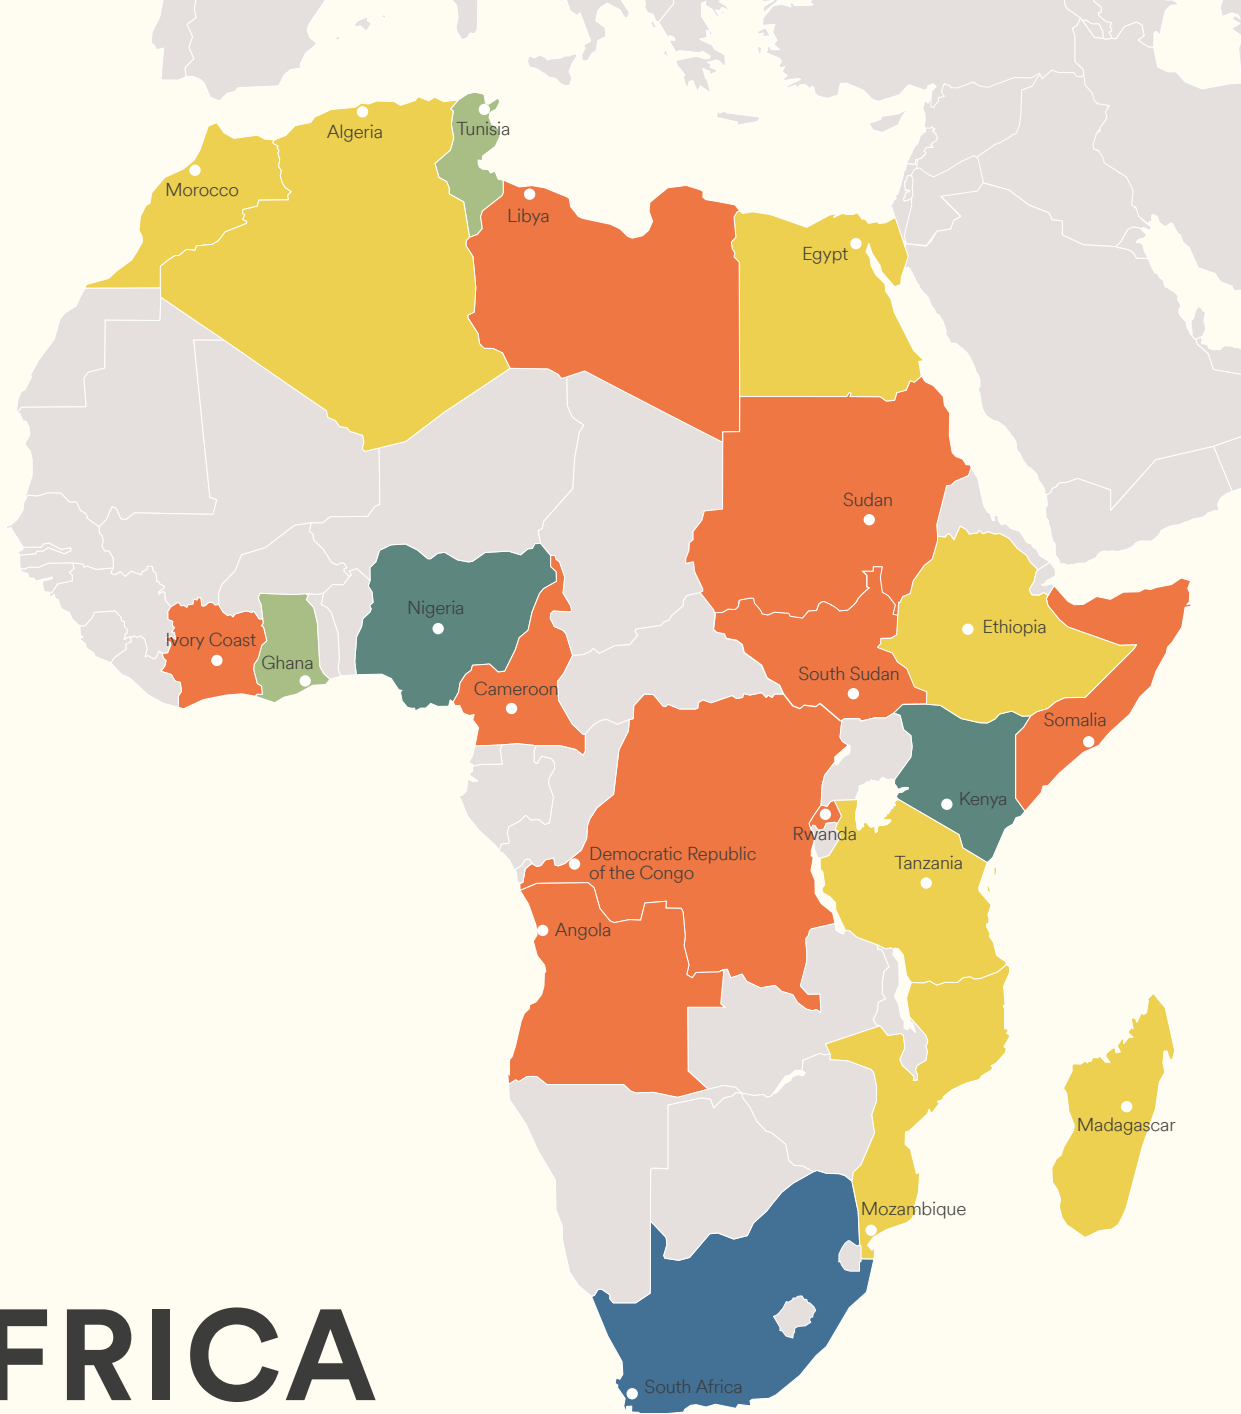 Algeria
Tunisia
Morocco
Libya
Egypt
Sudan
Nigeria
Ethiopia
Ivory Coast
Ghana
South Sudan
Cameroon
Somalia
Kenya
Rwanda
Democratic Republic
of the Congo
Tanzania
Angola
Madagascar
Mozambique
FRICA
South Africa